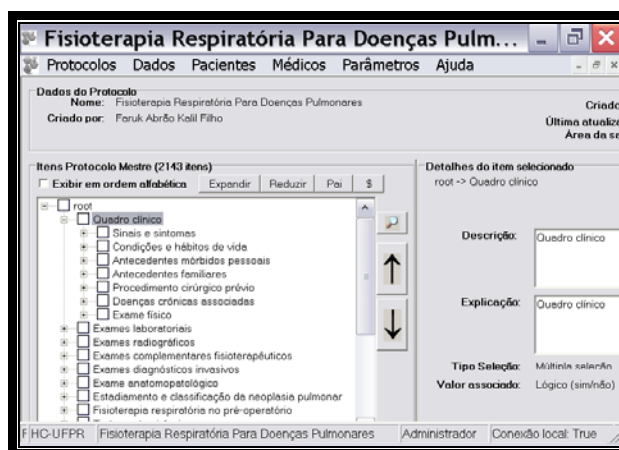 Fisioterapia Respiratória Para Doenças Pulm...
Protocolos Dados Pacientes Médicos Parâmetros Ajuda
Dados do Protocolo
Nome: Fisioterapia Respiratória Para Doenças Pulmonares
Criado
Criado por: Faruk Abrão Kalil Filho
Última atualiza
Área da sa
Itens Protocolo Mestre (2143 itens)
Exibir em ordem alfabética Expandir Reduzir Pai $
root
Quadro clínico
Sinais e sintomas
Condições e hábitos de vida
Antecedentes mórbidos pessoais
Antecedentes familiares
Procedimento cirúrgico prévio
Doenças crônicas associadas
Exame físico
Exames laboratoriais
Exames radiográficos
Exames complementares fisioterapêuticos
Exames diagnósticos invasivos
Exame anatomopatológico
Estadiamento e classificação da neoplasia pulmonar
Fisioterapia respiratória no pré-operatório
Detalhes do item selecionado
root -> Quadro clínico
Descrição: Quadro clínico
Explicação: Quadro clínico
Tipo Seleção: Múltipla seleção
Valor associado: Lógico (sim/não)
F HC-UFPR Fisioterapia Respiratória Para Doenças Pulmonares Administrador Conexão local: True